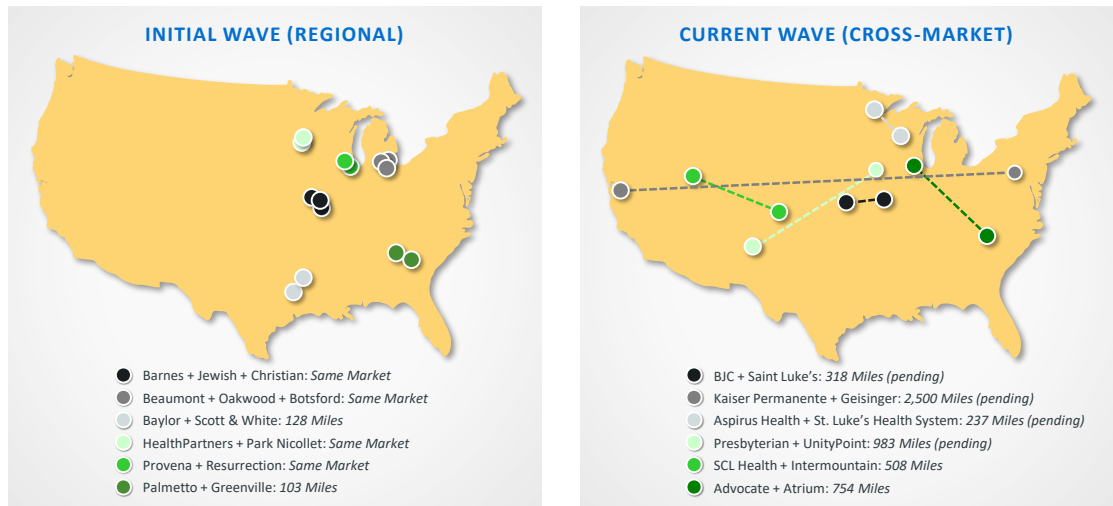 INITIAL WAVE (REGIONAL)
Barnes + Jewish + Christian: Same Market
Beaumont + Oakwood + Botsford: Same Market
Baylor + Scott & White: 128 Miles
HealthPartners + Park Nicollet: Same Market
Provena + Resurrection: Same Market
Palmetto + Greenville: 103 Miles
CURRENT WAVE (CROSS-MARKET)
BJC + Saint Luke’s: 318 Miles (pending)
Kaiser Permanente + Geisinger: 2,500 Miles (pending)
Aspirus Health + St. Luke’s Health System: 237 Miles (pending)
Presbyterian + UnityPoint: 983 Miles (pending)
SCL Health + Intermountain: 508 Miles
Advocate + Atrium: 754 Miles